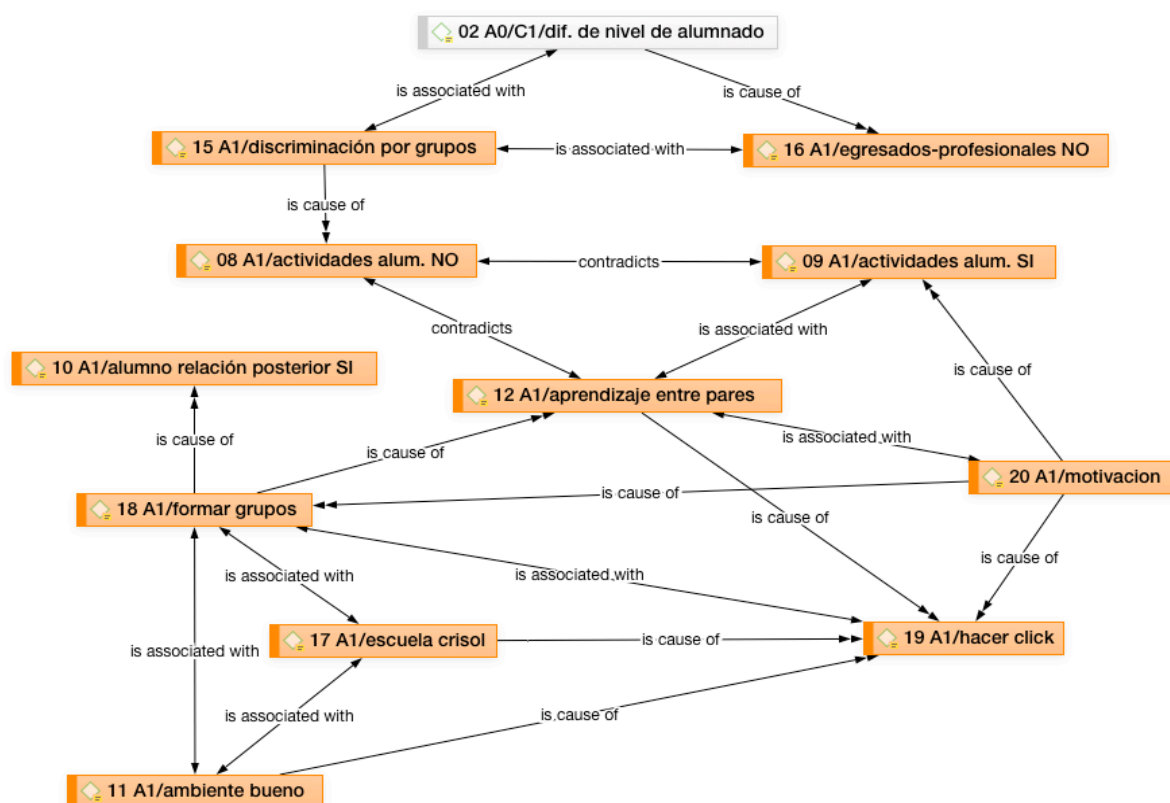 02 A0/C1/dif. de nivel de alumnado
is associated with
is cause of
15 A1/discriminación por grupos
is associated with
16 A1/egresados-profesionales NO
is cause of
08 A1/actividades alum. NO
contradicts
09 A1/actividades alum. SI
contradicts
is associated with
10 A1/alumno relación posterior SI
is cause of
12 A1/aprendizaje entre pares
is cause of
is cause of
is associated with
20 A1/motivacion
is cause of
18 A1/formar grupos
is cause of
is cause of
is associated with
is associated with
17 A1/escuela crisol
is cause of
19 A1/hacer click
is associated with
is associated with
is cause of
11 A1/ambiente bueno